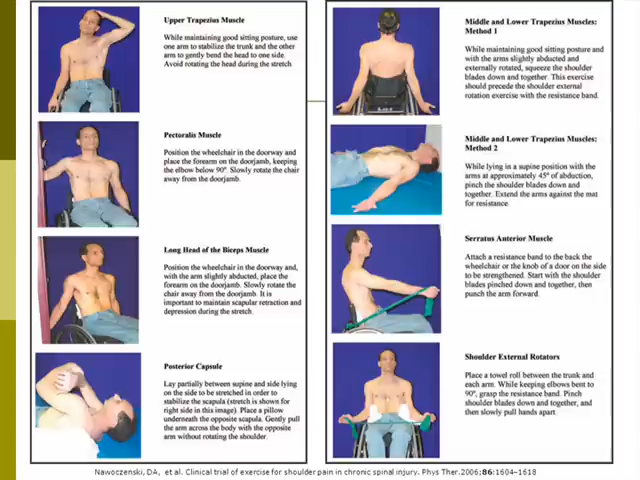 Upper Trapezius Muscle
While maintaining good sitting posture, use
one arm to stabilize the trunk and the other
arm to gently bend the head to one side.
Avoid rotating the head during the stretch
Pectoralis Muscle
Position the wheelchair in the doorway and
place the forearm on the doorjamb, keeping
the elbow below 90º. Slowly rotate the chair
away from the doorjamb.
Long Head of the Biceps Muscle
Position the wheelchair in the doorway and,
with the arm slightly abducted, place the
forearm on the doorjamb. Slowly rotate the
chair away from the doorjamb. It is
important to maintain scapular retraction and
depression during the stretch.
Posterior Capsule
Lay partially between supine and side lying
on the side to be stretched in order to
stabilize the scapula (stretch is shown for
right side in this image). Place a pillow
underneath the opposite scapula. Gently pull
the arm across the body with the opposite
arm without rotating the shoulder.
Middle and Lower Trapezius Muscles:
Method 1
While maintaining good sitting posture and
with the arms slightly abducted and
externally rotated, squeeze the shoulder
blades down and together. This exercise
should precede the shoulder external
rotation exercise with the resistance band.
Middle and Lower Trapezius Muscles:
Method 2
While lying in a supine position with the
arms at approximately 45º of abduction,
pinch the shoulder blades down and
together. Extend the arms against the mat
for resistance.
Serratus Anterior Muscle
Attach a resistance band to the back the
wheelchair or the knob of a door on the side
to be strengthened. Start with the shoulder
blades pinched down and together, then
punch the arm forward.
Shoulder External Rotators
Place a towel roll between the trunk and
each arm. While keeping elbows bent to
90º, grasp the resistance band. Pinch
shoulder blades down and together, and
then slowly pull hands apart.
Nawoczenski, DA, et al. Clinical trial of exercise for shoulder pain in chronic spinal injury. Phys Ther.2006;86:1604–1618